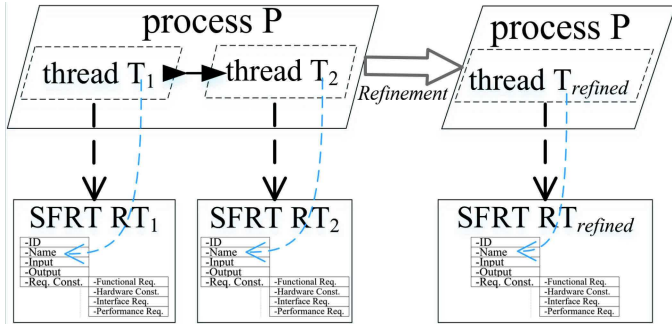 process P
thread T1
thread T2
Refinement
process P
thread Trefined
SFRT RT1
-ID
-Name
-Input
-Output
-Req. Const.
-Functional Req.
-Hardware Const.
-Interface Req.
-Performance Req.
SFRT RT2
-ID
-Name
-Input
-Output
-Req. Const.
-Functional Req.
-Hardware Const.
-Interface Req.
-Performance Req.
SFRT RTrefined
-ID
-Name
-Input
-Output
-Req. Const.
-Functional Req.
-Hardware Const.
-Interface Req.
-Performance Req.